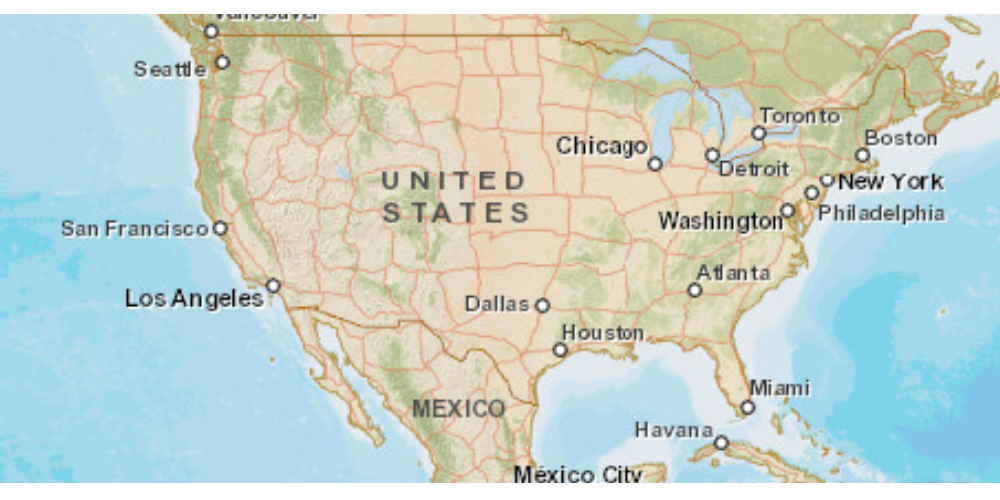 Vancouver
Seattle
Toronto
Boston
Chicago
Detroit
UNITED
STATES
New York
Philadelphia
Washington
San Francisco
Atlanta
Los Angeles
Dallas
Houston
Miami
MEXICO
Havana
México City